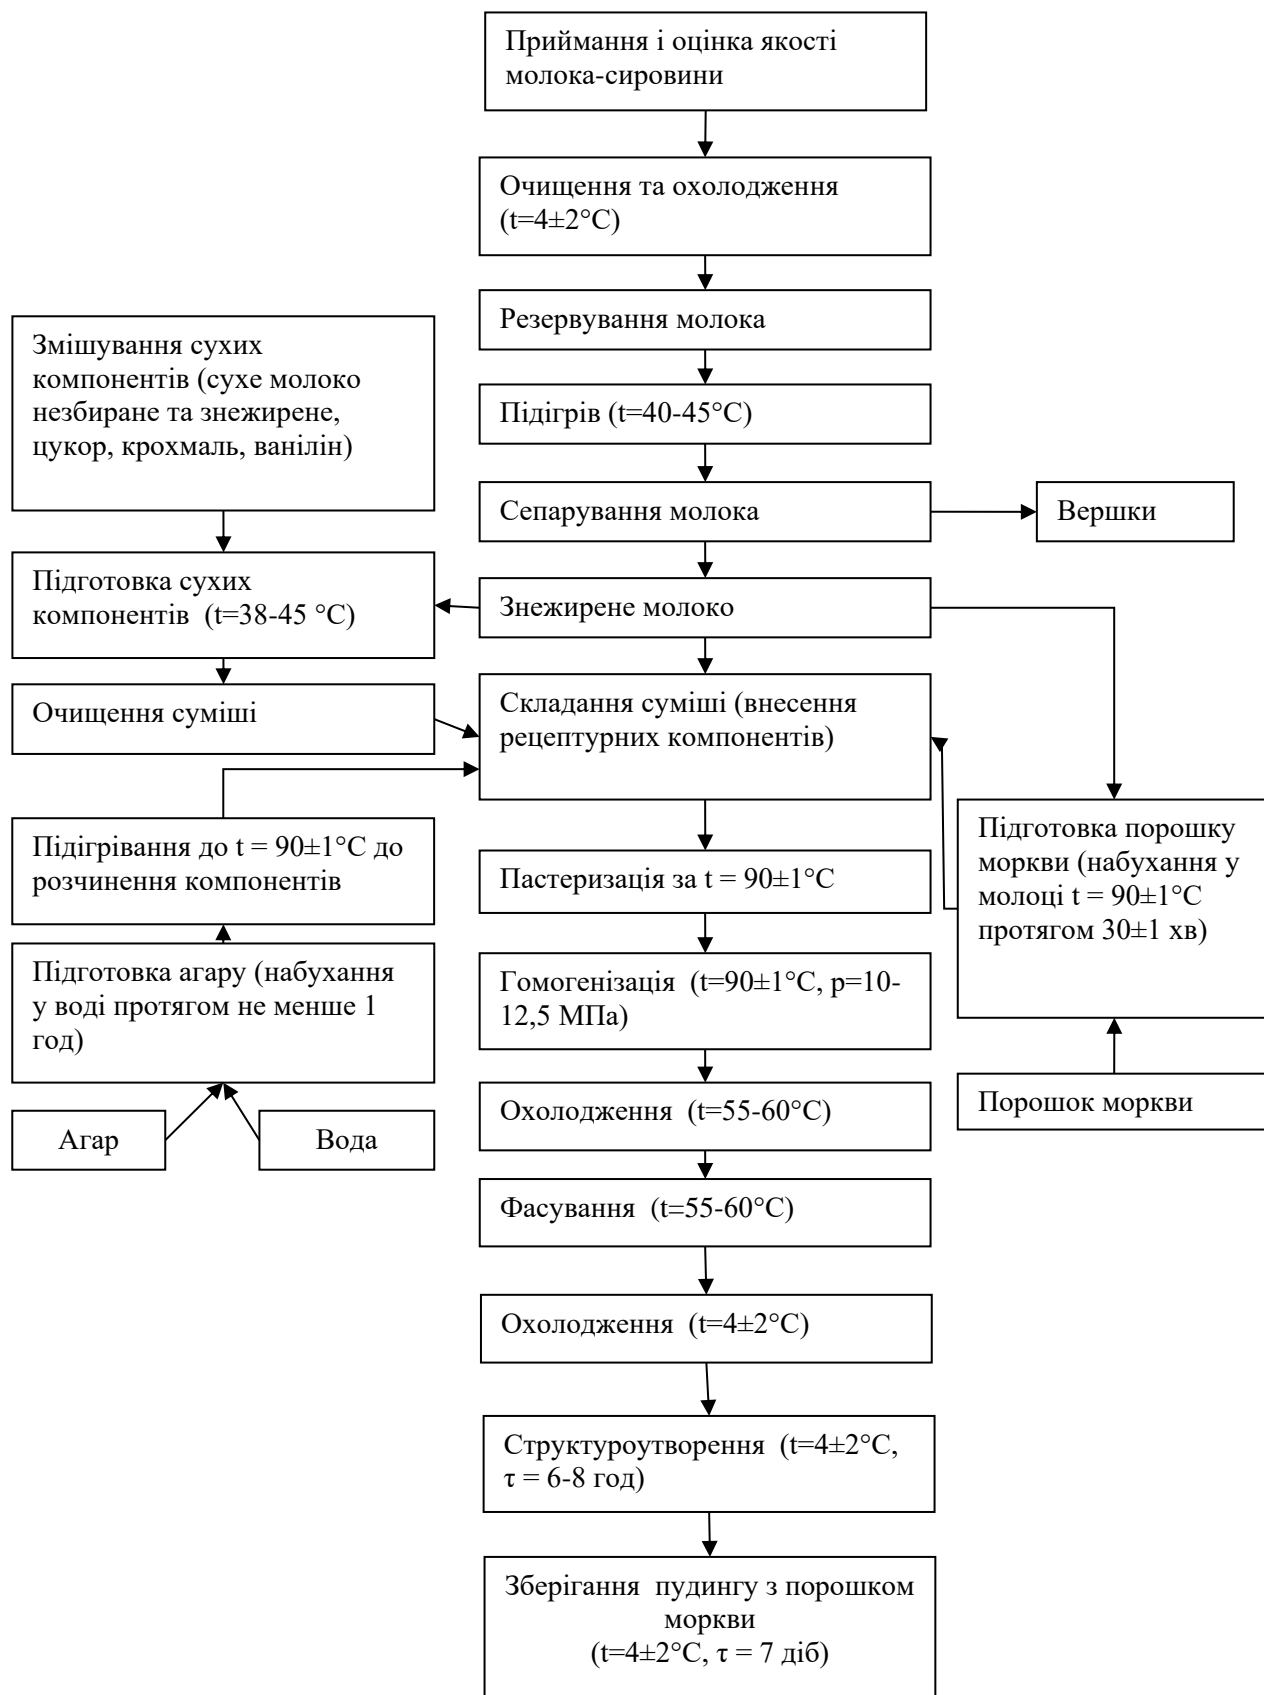 Приймання і оцінка якості
молока-сировини
Очищення та охолодження
(t=4±2°С)
Резервування молока
Змішування сухих
компонентів (сухе молоко
незбиране та знежирене,
цукор, крохмаль, ванілін)
Підігрів (t=40-45°С)
Сепарування молока
Вершки
Підготовка сухих
компонентів (t=38-45 °С)
Знежирене молоко
Очищення суміші
Складання суміші (внесення
рецептурних компонентів)
Підігрівання до t = 90±1°С до
розчинення компонентів
Пастеризація за t = 90±1°С
Підготовка порошку
моркви (набухання у
молоці t = 90±1°С
протягом 30±1 хв)
Підготовка агару (набухання
у воді протягом не менше 1
год)
Гомогенізація (t=90±1°С, р=10-
12,5 МПа)
Агар
Вода
Охолодження (t=55-60°С)
Порошок моркви
Фасування (t=55-60°С)
Охолодження (t=4±2°С)
Структуроутворення (t=4±2°С,
τ = 6-8 год)
Зберігання пудингу з порошком
моркви
(t=4±2°С, τ = 7 діб)